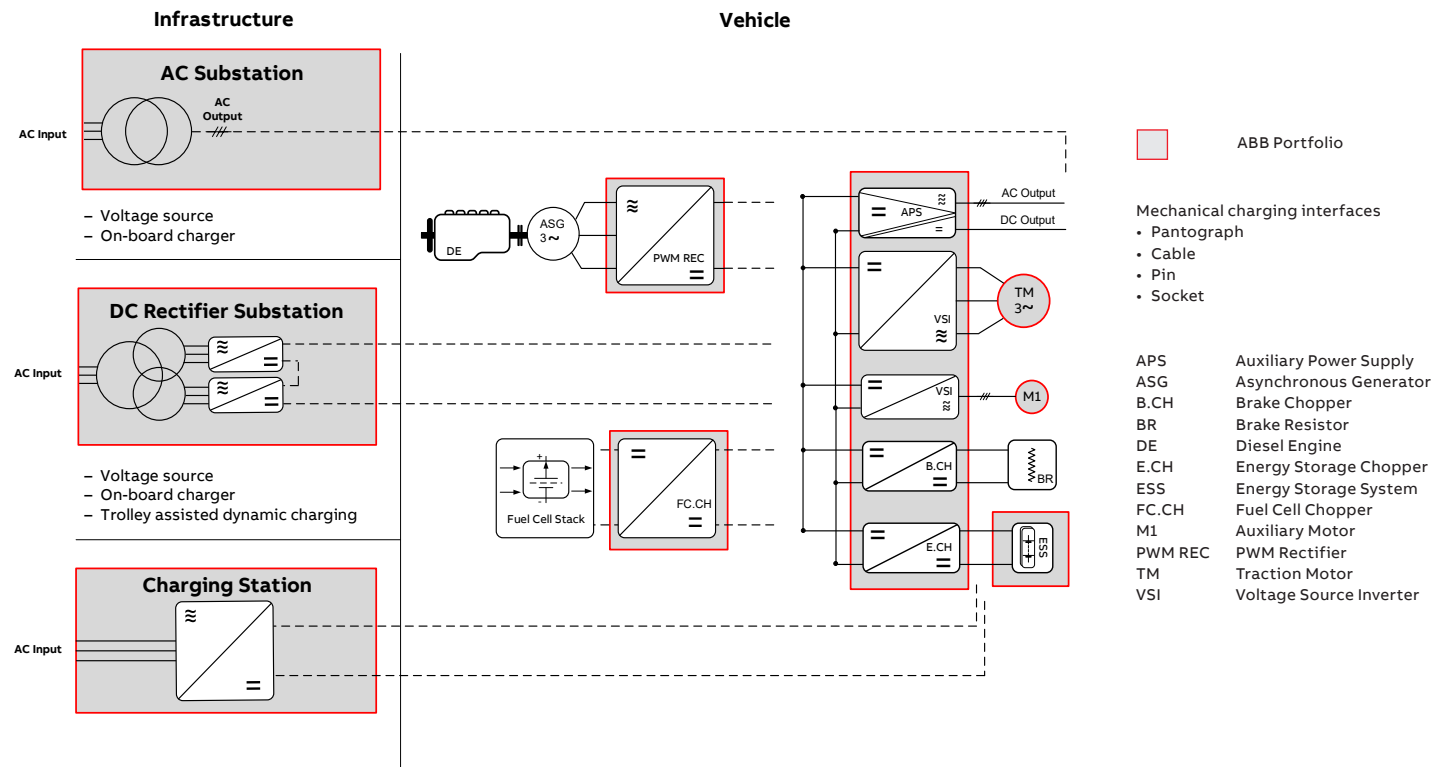 Infrastructure
Vehicle
AC Substation
AC
Output
AC Input
– Voltage source
– On-board charger
DC Rectifier Substation
AC Input
– Voltage source
– On-board charger
– Trolley assisted dynamic charging
Charging Station
AC Input
DE
ASG
3~
PWM REC
Fuel Cell Stack
+
-
FC.CH
APS
AC Output
DC Output
VSI
TM
3~
VSI
M1
B.CH
BR
E.CH
ESS
ABB Portfolio
Mechanical charging interfaces
• Pantograph
• Cable
• Pin
• Socket
APS Auxiliary Power Supply
ASG Asynchronous Generator
B.CH Brake Chopper
BR Brake Resistor
DE Diesel Engine
E.CH Energy Storage Chopper
ESS Energy Storage System
FC.CH Fuel Cell Chopper
M1 Auxiliary Motor
PWM REC PWM Rectifier
TM Traction Motor
VSI Voltage Source Inverter